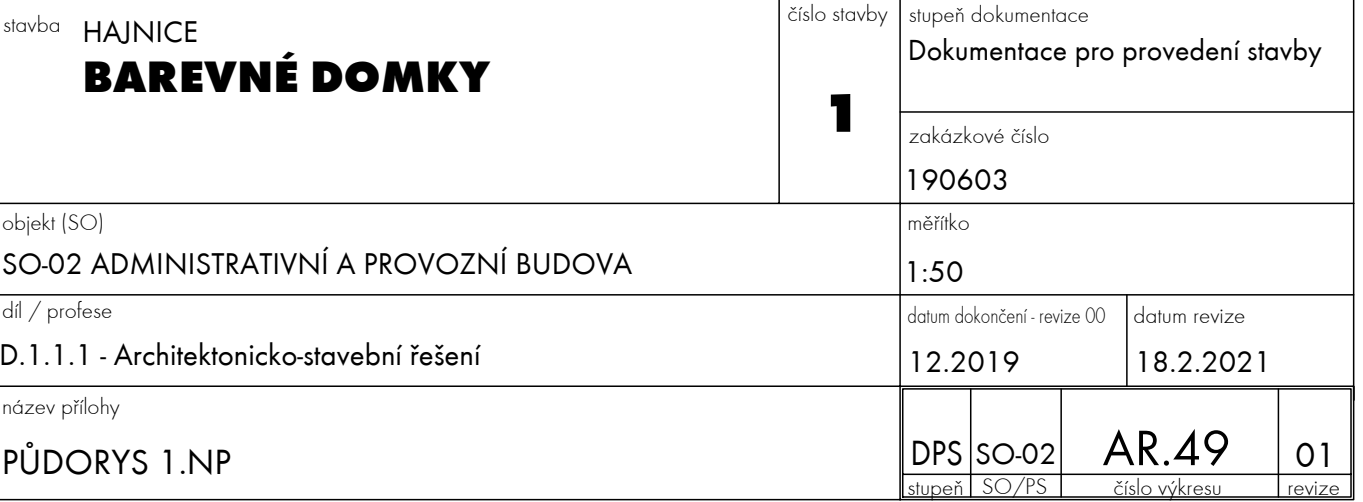 stavba HAJNICE
BAREVNÉ DOMKY
číslo stavby
1
stupeň dokumentace
Dokumentace pro provedení stavby
zakázkové číslo
190603
objekt (SO)
SO-02 ADMINISTRATIVNÍ A PROVOZNÍ BUDOVA
měřítko
1:50
díl / profese
D.1.1.1 - Architektonicko-stavební řešení
datum dokončení - revize 00
12.2019
datum revize
18.2.2021
název přílohy
PŮDORYS 1.NP
DPS SO-02 AR.49 01
stupeň SO/PS číslo výkresu revize